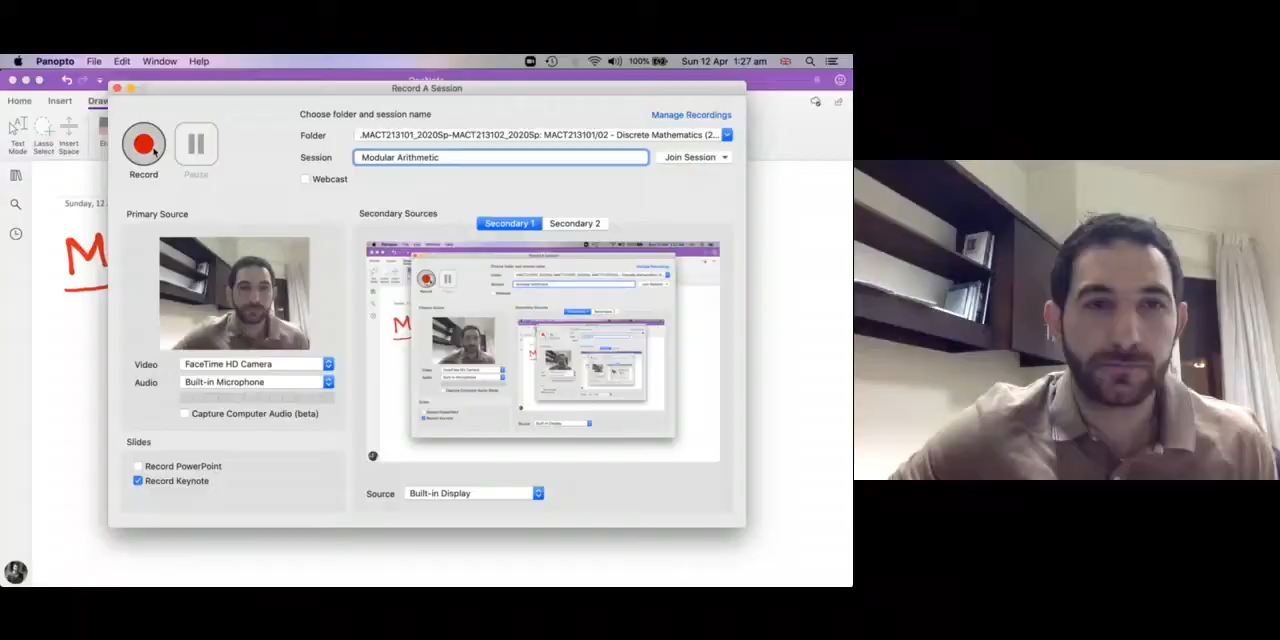 Panopto File Edit Window Help 100% Sun 12 Apr 1:27 am
OneNote
Record A Session
Home Insert Draw
Choose folder and session name Manage Recordings
Folder .MACT213101_2020Sp-MACT213102_2020Sp: MACT213101/02 - Discrete Mathematics (2...
Session Modular Arithmetic Join Session
Text Mode Lasso Select Insert Space
Record Pause
Webcast
Sunday, 12
M
Primary Source Secondary Sources
Secondary 1 Secondary 2
Video FaceTime HD Camera
Audio Built-in Microphone
Capture Computer Audio (beta)
Slides
Record PowerPoint
Record Keynote
Source Built-in Display